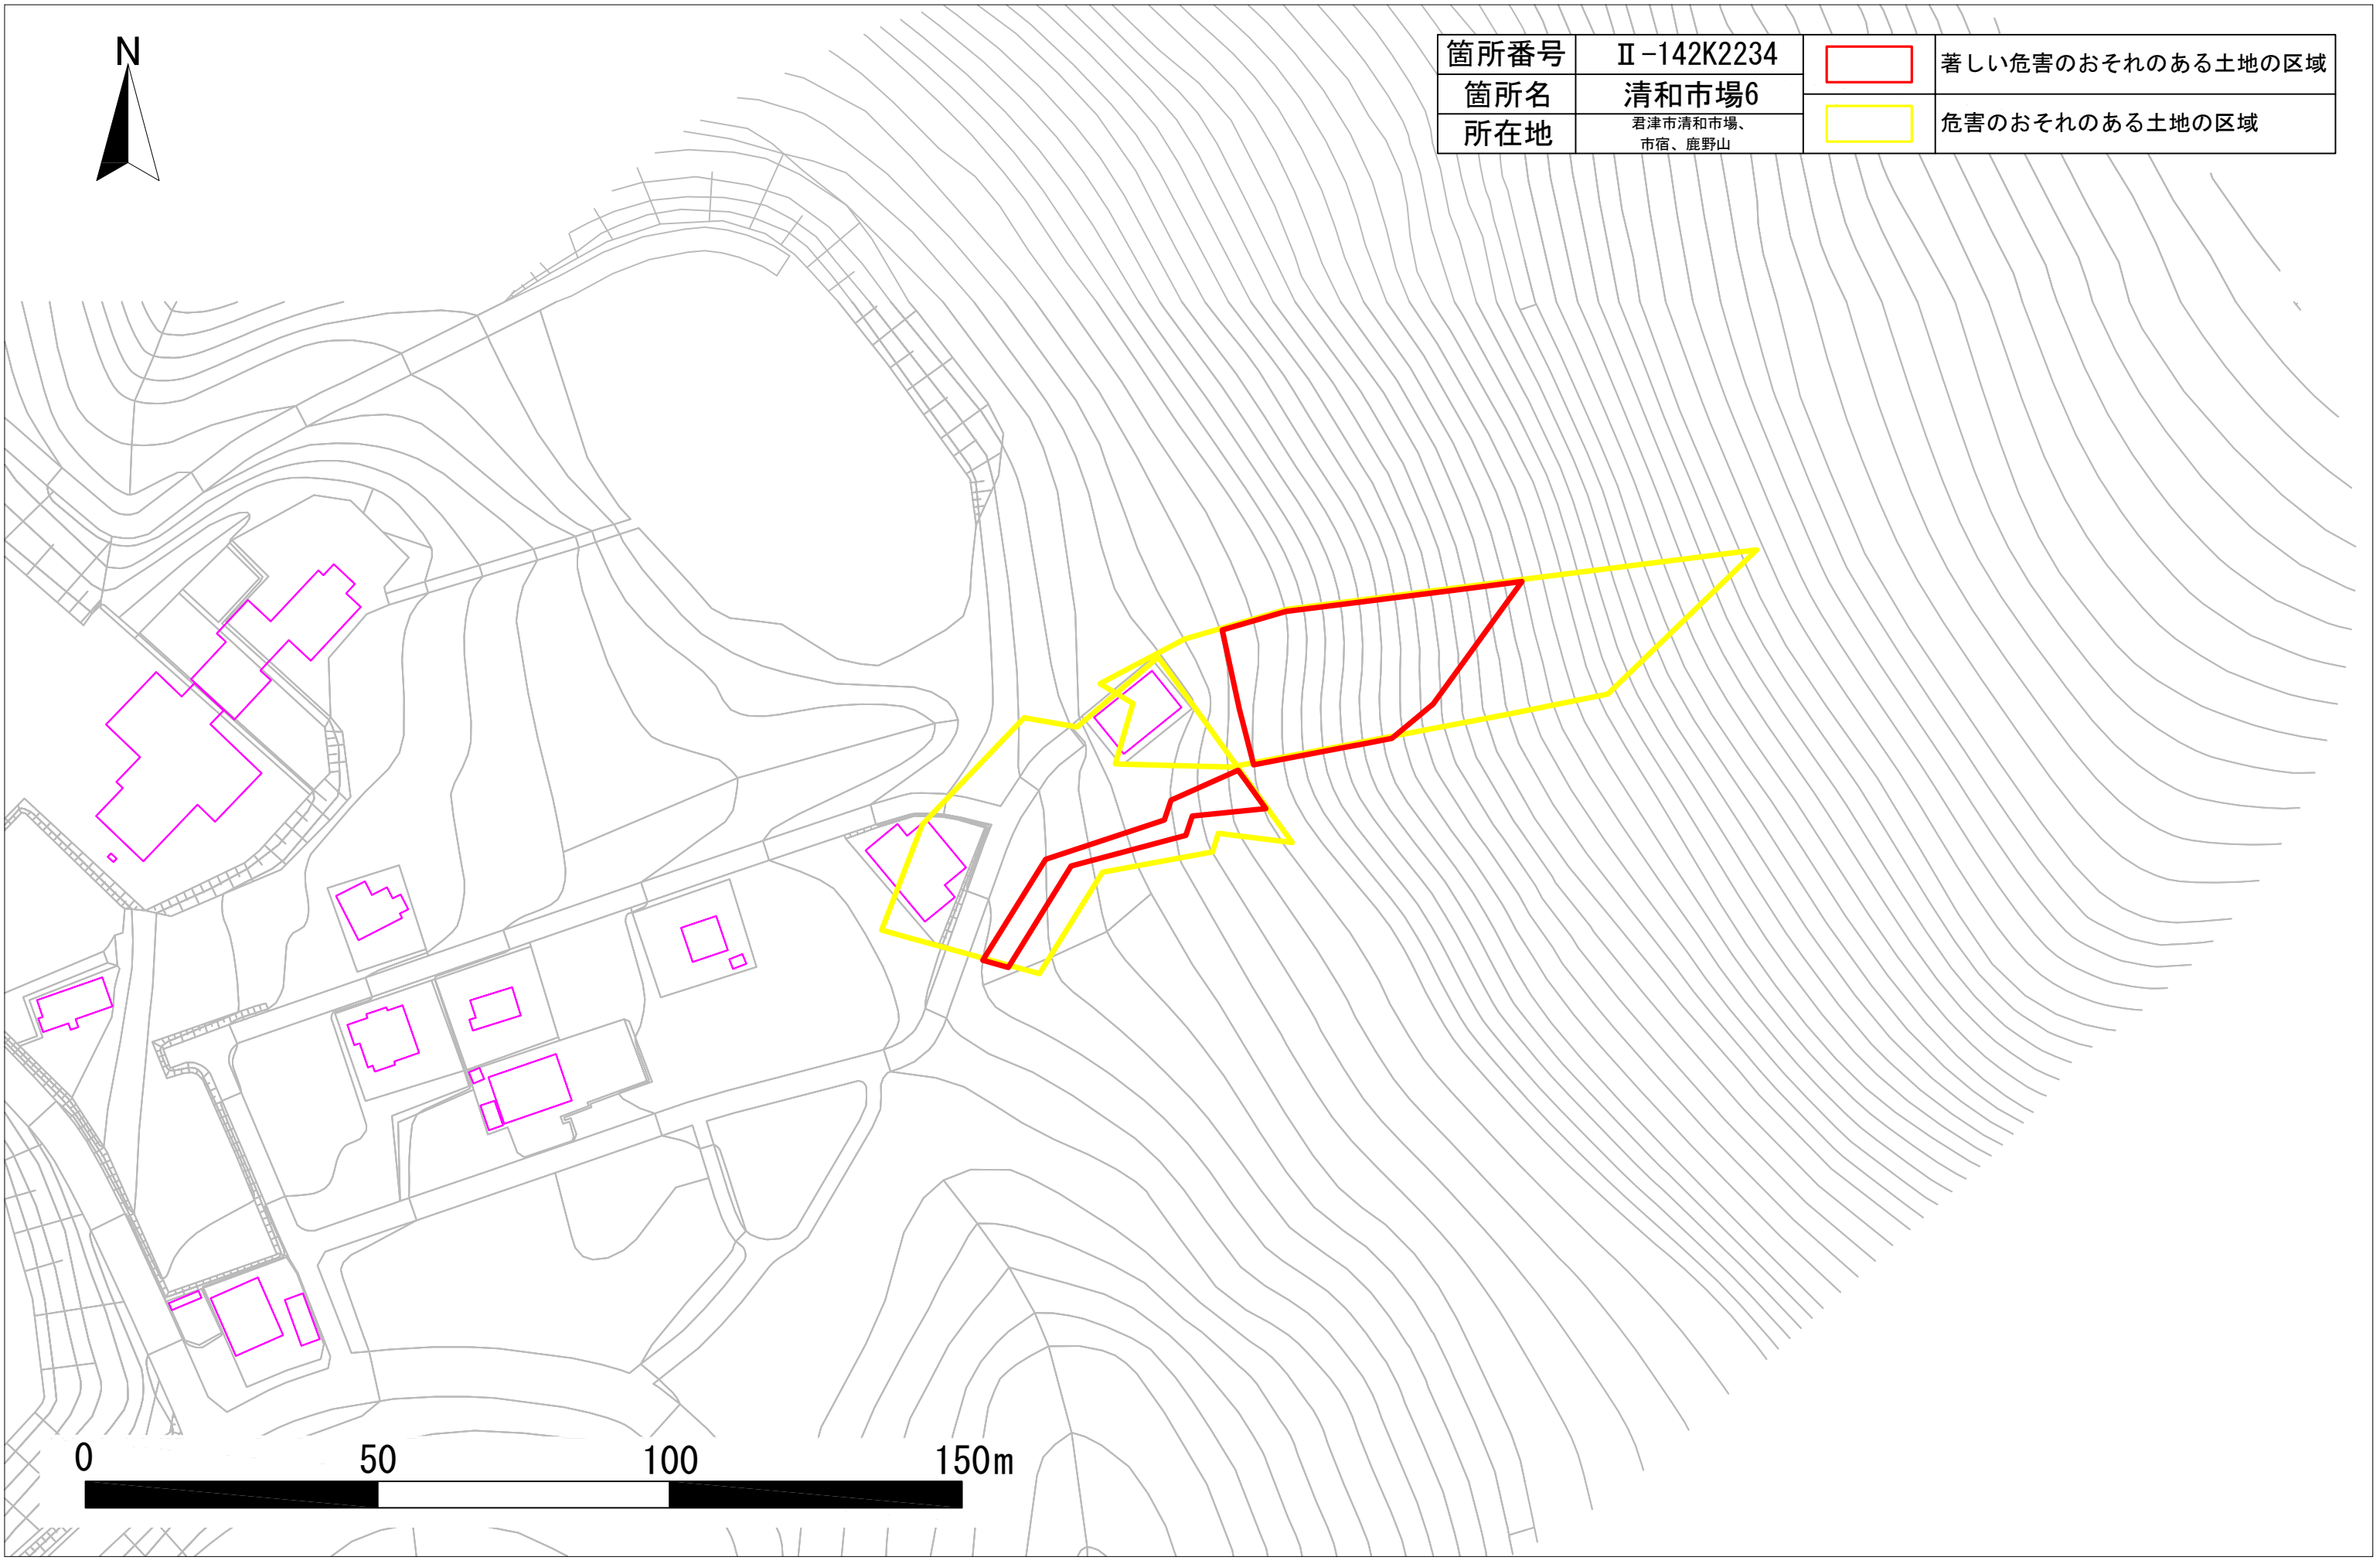 N
箇所番号 Ⅱ-142K2234 著しい危害のおそれのある土地の区域
箇所名 清和市場6 危害のおそれのある土地の区域
所在地 君津市清和市場、
市宿、鹿野山
0 50 100 150m